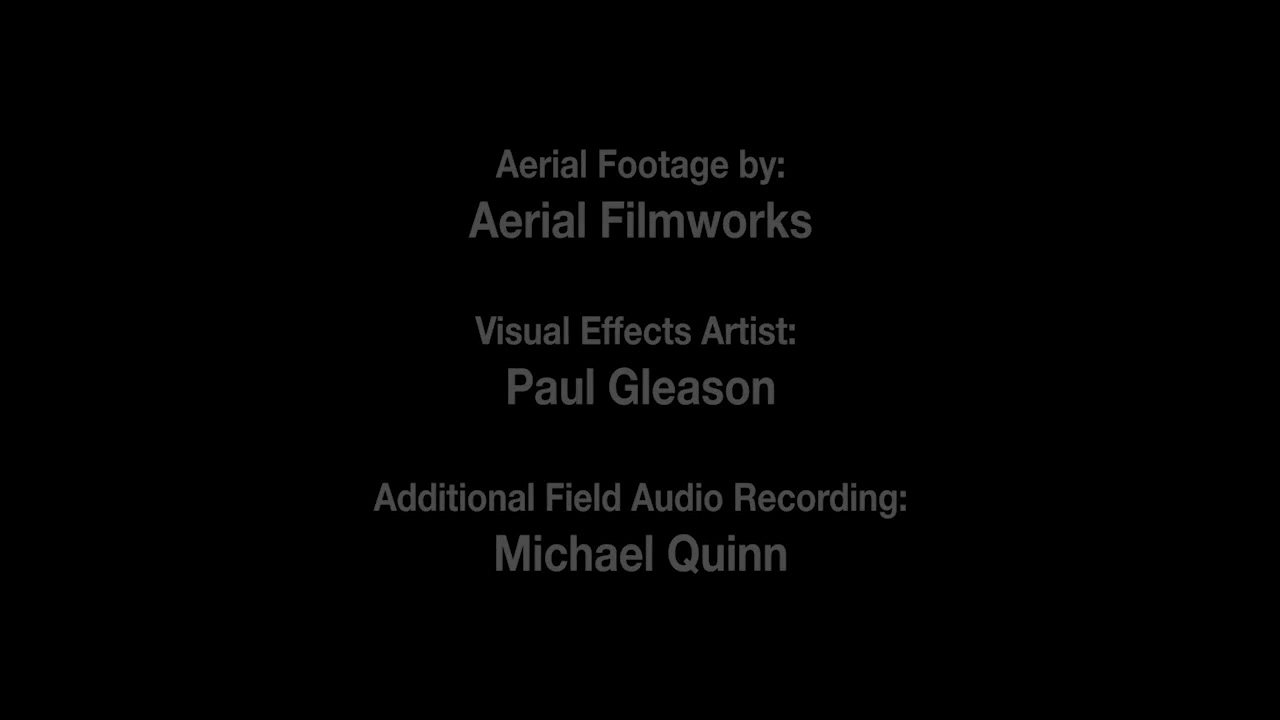 Aerial Footage by:
Aerial Filmworks
Visual Effects Artist:
Paul Gleason
Additional Field Audio Recording:
Michael Quinn